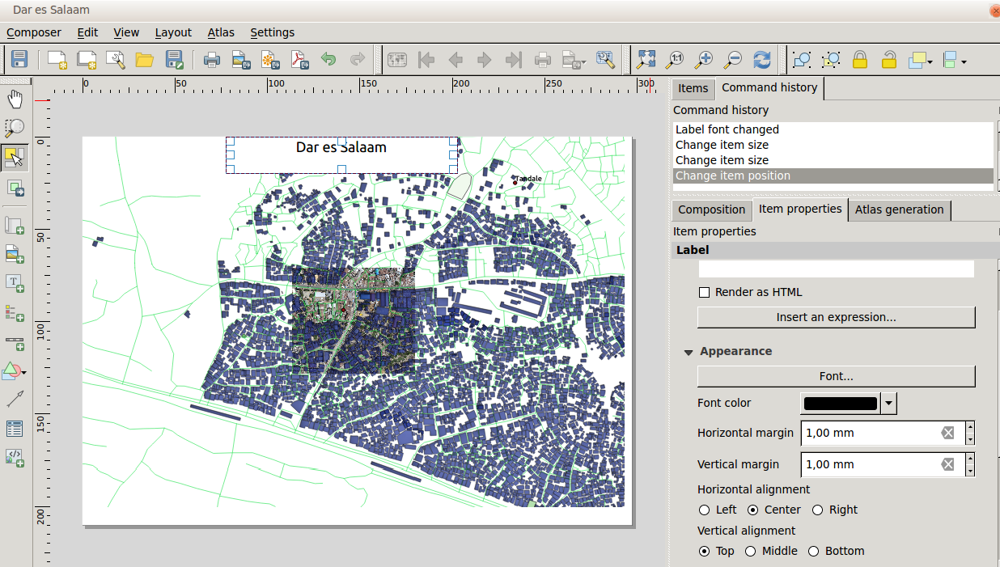 Dar es Salaam
Composer Edit View Layout Atlas Settings
1:1
0 50 100 150 200 250 300
Items Command history
Command history
Label font changed
Change item size
Change item size
Change item position
Composition Item properties Atlas generation
Item properties
Label
Render as HTML
Insert an expression...
Appearance
Font...
Font color
Horizontal margin 1,00 mm
Vertical margin 1,00 mm
Horizontal alignment
Left Center Right
Vertical alignment
Top Middle Bottom
0
50
100
150
200
Dar es Salaam
Tandale
T